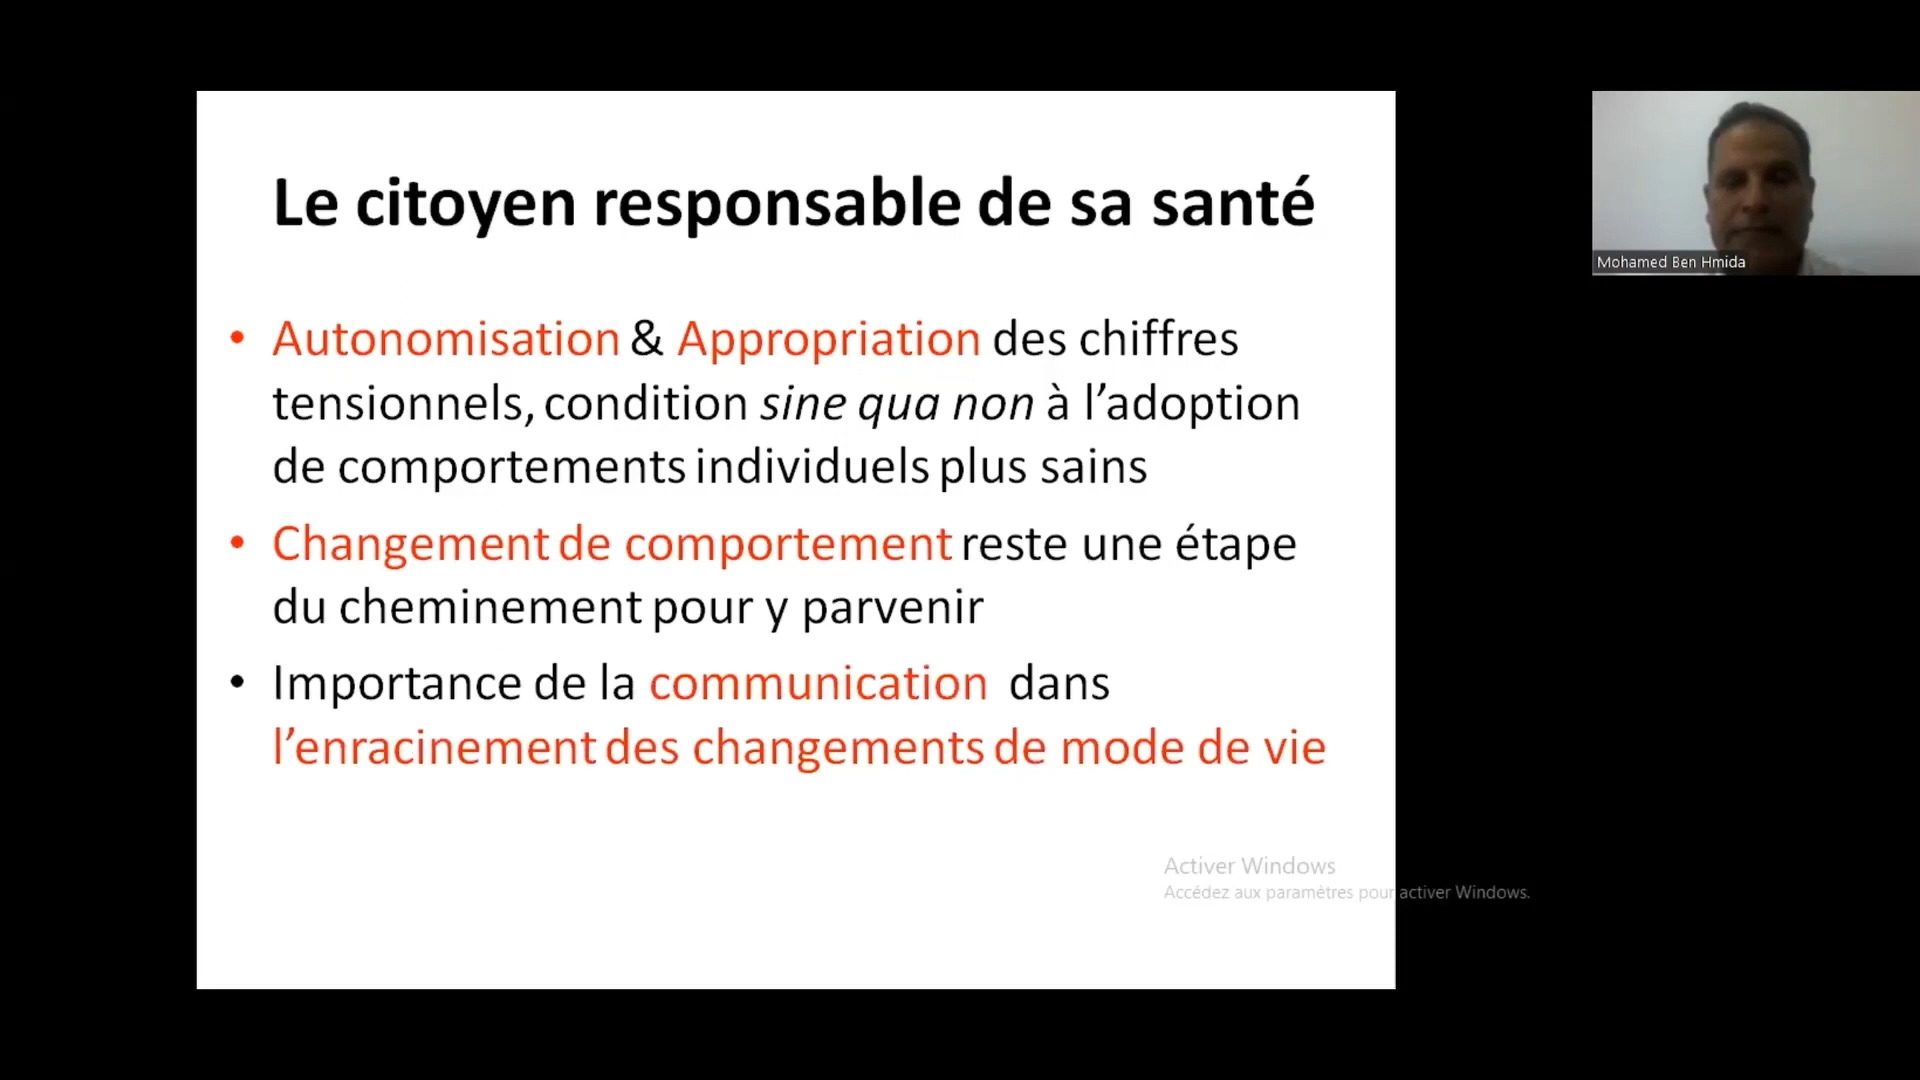 Le citoyen responsable de sa santé
• Autonomisation & Appropriation des chiffres
tensionnels, condition sine qua non à l’adoption
de comportements individuels plus sains
• Changement de comportement reste une étape
du cheminement pour y parvenir
• Importance de la communication dans
l’enracinement des changements de mode de vie
Mohamed Ben Hmida
Activer Windows
Accédez aux paramètres pour activer Windows.